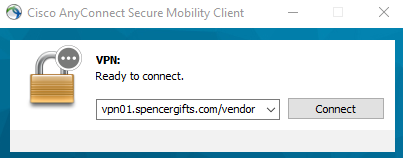 Cisco AnyConnect Secure Mobility Client
VPN:
Ready to connect.
vpn01.spencergifts.com/vendor
Connect